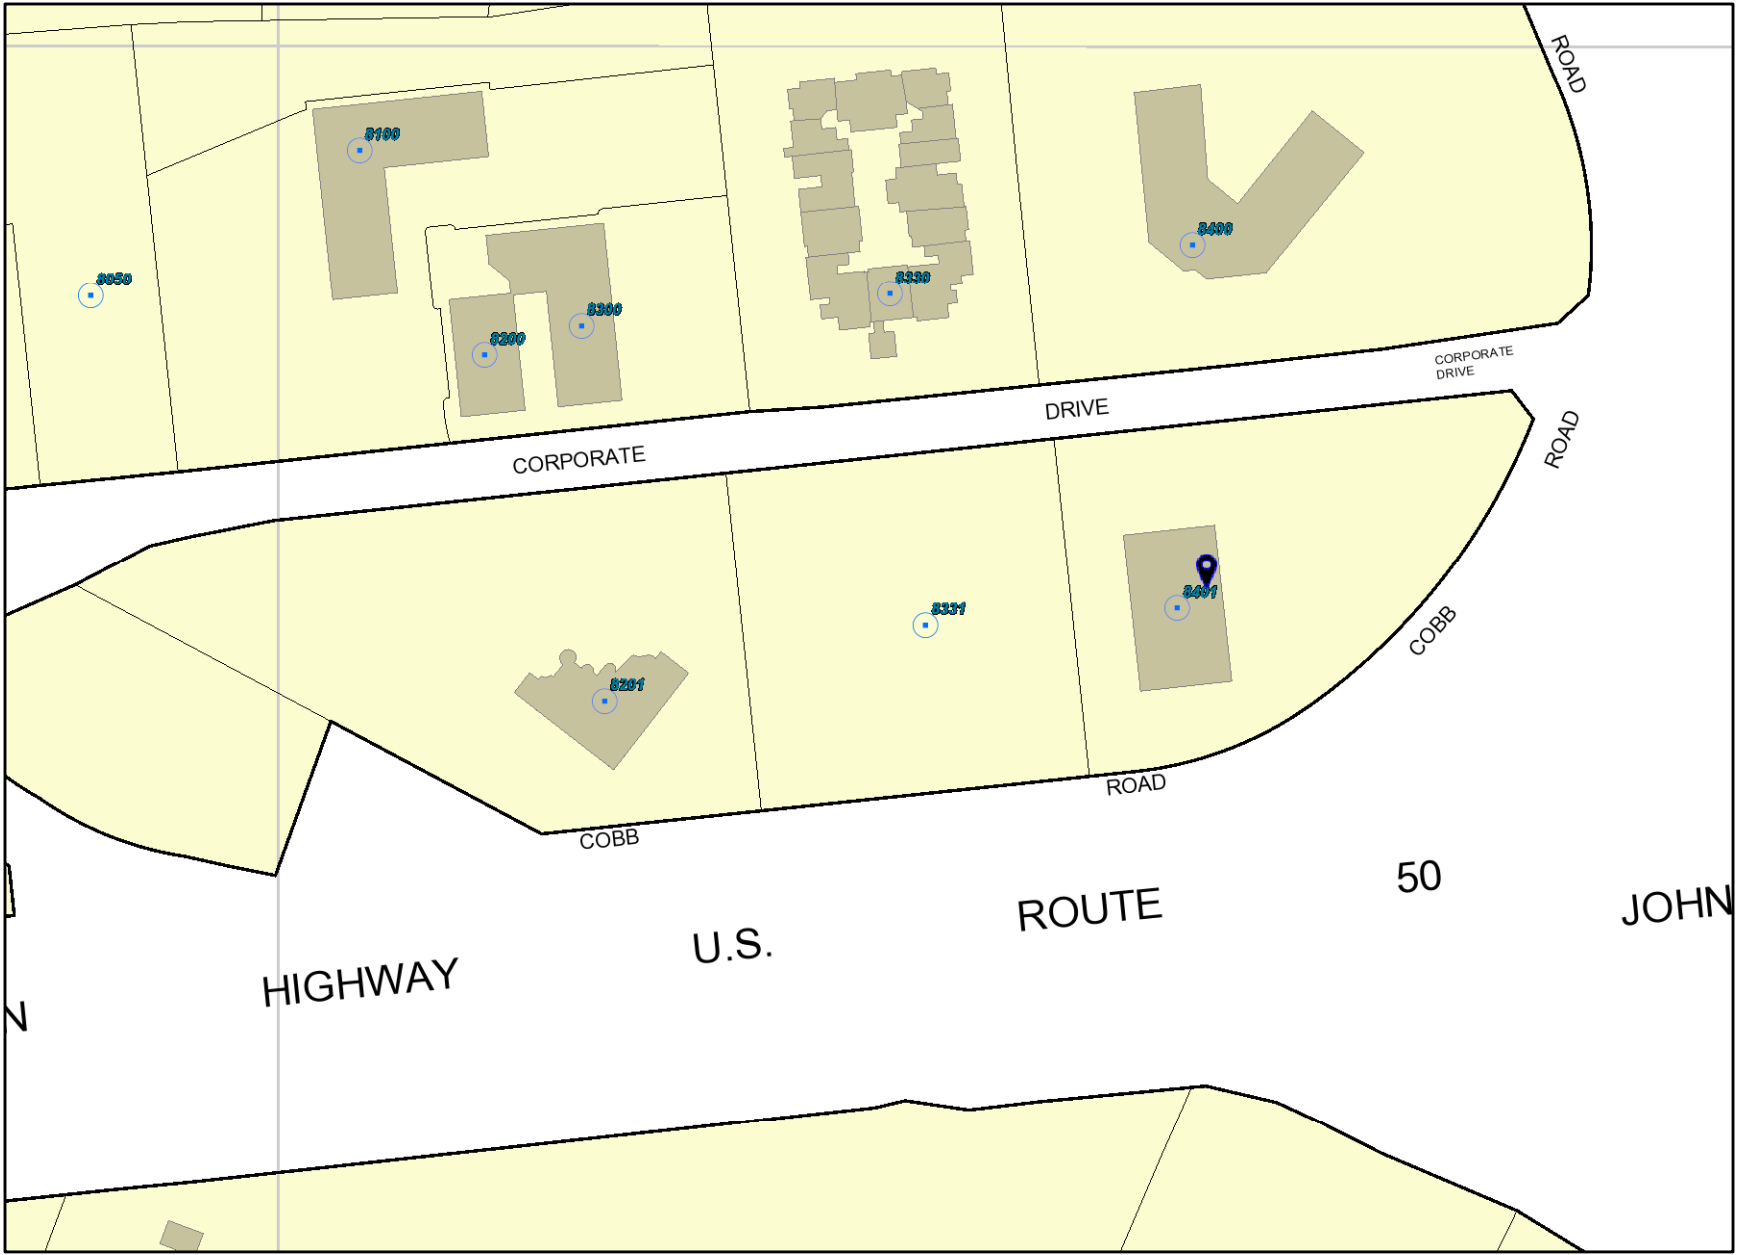 ROAD
8100
8400
8050
8330
8300
8200
CORPORATE
DRIVE
DRIVE
CORPORATE
ROAD
8401
8331
COBB
8201
ROAD
COBB
50
ROUTE
JOHN
U.S.
HIGHWAY
N